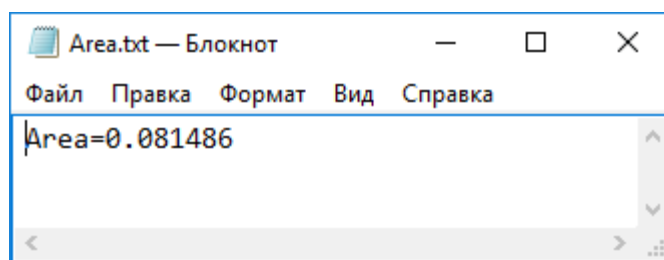 Area.txt — Блокнот
Файл Правка Формат Вид Справка
Area=0.081486